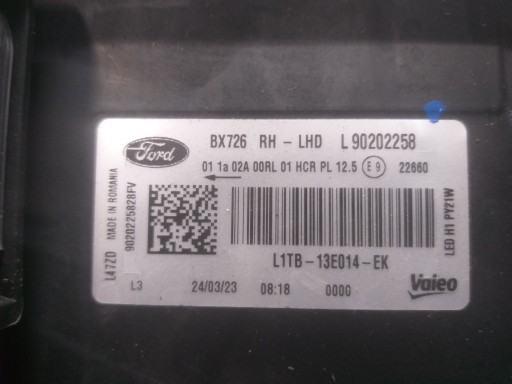 Ford
BX726 RH - LHD L 90202258
01 1a 02A 00RL 01 HCR PL 12.5 E9 22660
L1TB - 13E014 - EK
L3 24/03/23 08:18 0000
Valeo
L47ZD MADE IN ROMANIA
9020225828FV
LED H1 PY21W